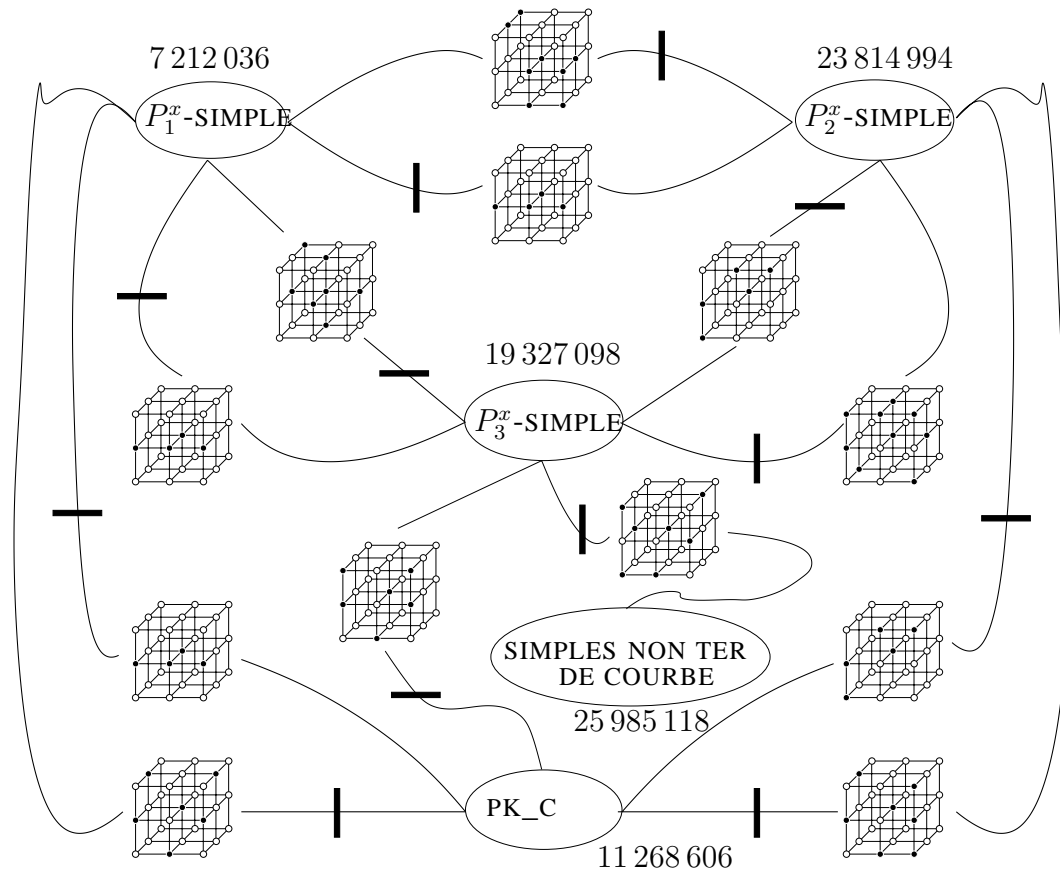 7 212 036
23 814 994
P₁ˣ-SIMPLE
P₂ˣ-SIMPLE
19 327 098
P₃ˣ-SIMPLE
SIMPLES NON TER
DE COURBE
25 985 118
PK_C
11 268 606